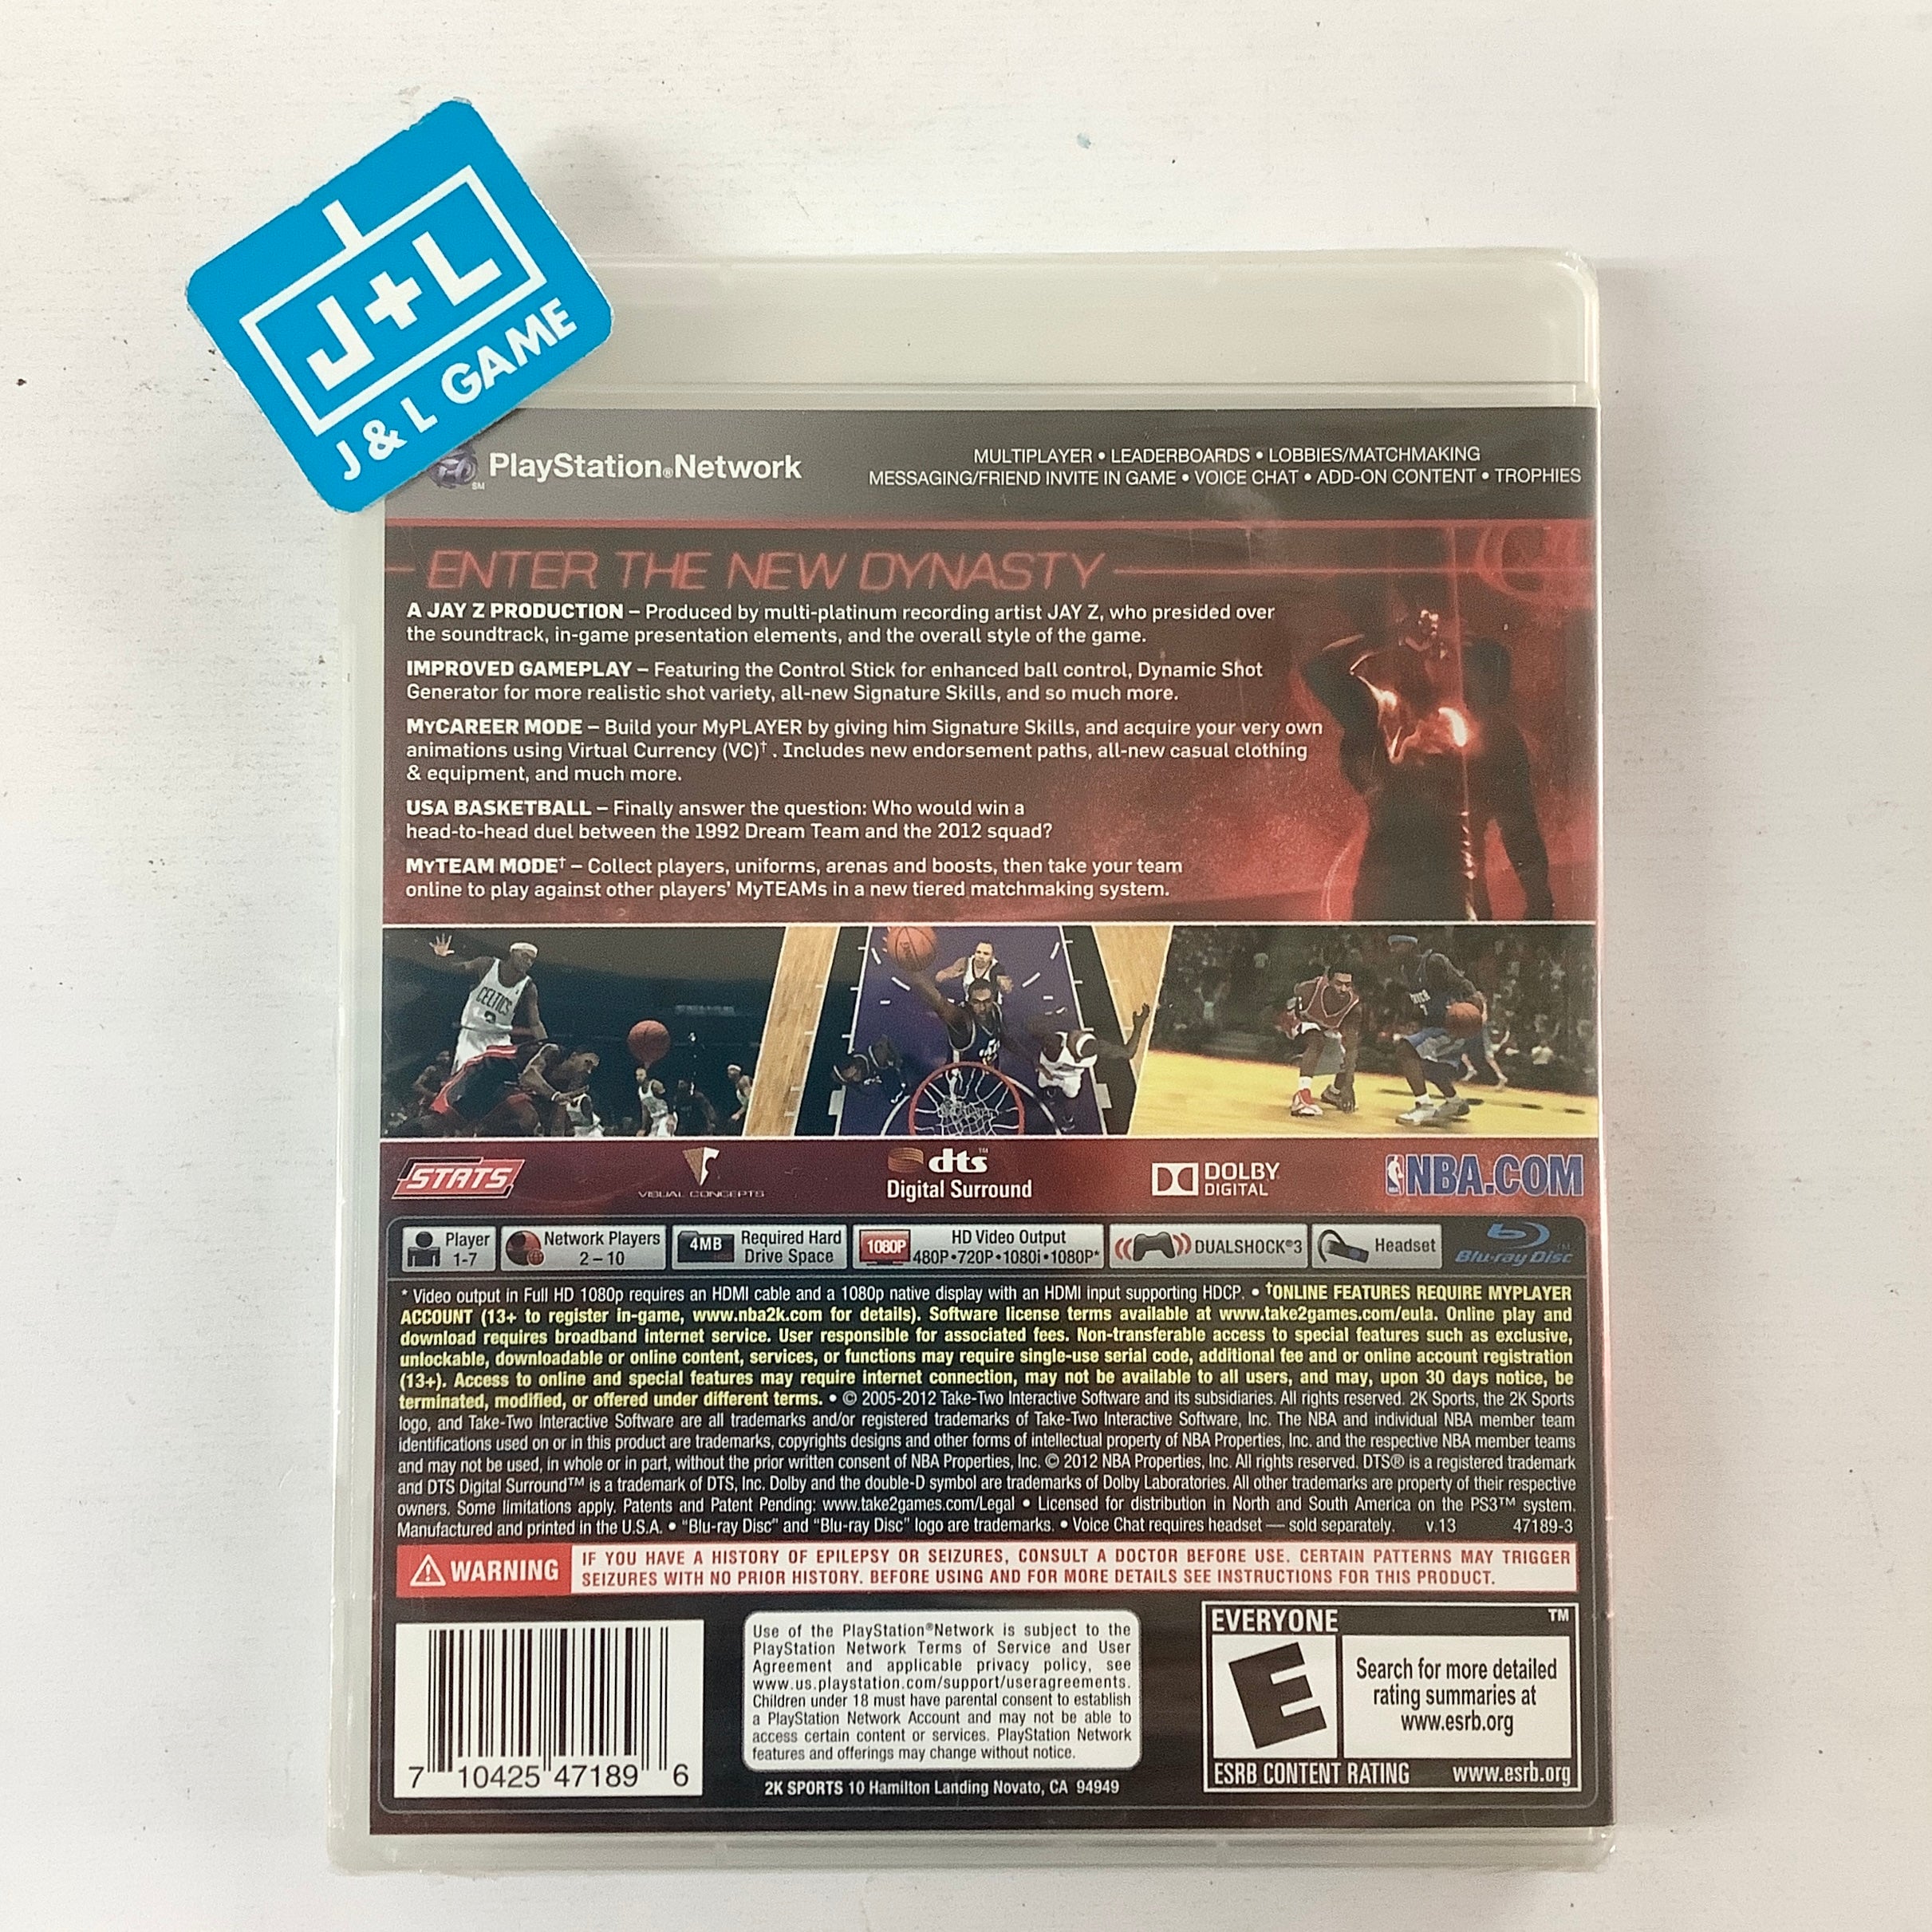 J+L
J & L GAME
PlayStation®Network
SM
MULTIPLAYER • LEADERBOARDS • LOBBIES/MATCHMAKING
MESSAGING/FRIEND INVITE IN GAME • VOICE CHAT • ADD-ON CONTENT • TROPHIES
ENTER THE NEW DYNASTY
A JAY Z PRODUCTION – Produced by multi-platinum recording artist JAY Z, who presided over
the soundtrack, in-game presentation elements, and the overall style of the game.
IMPROVED GAMEPLAY – Featuring the Control Stick for enhanced ball control, Dynamic Shot
Generator for more realistic shot variety, all-new Signature Skills, and so much more.
MyCAREER MODE – Build your MyPLAYER by giving him Signature Skills, and acquire your very own
animations using Virtual Currency (VC)† . Includes new endorsement paths, all-new casual clothing
& equipment, and much more.
USA BASKETBALL – Finally answer the question: Who would win a
head-to-head duel between the 1992 Dream Team and the 2012 squad?
MyTEAM MODE† – Collect players, uniforms, arenas and boosts, then take your team
online to play against other players' MyTEAMs in a new tiered matchmaking system.
CELTICS
STATS
VISUAL CONCEPTS
dts™
Digital Surround
DOLBY
DIGITAL
NBA.COM
Player
1-7
Network Players
2 – 10
4MB
Required Hard
Drive Space
1080P
HD Video Output
480P•720P•1080i•1080P*
DUALSHOCK®3
Headset
Blu-ray Disc™
* Video output in Full HD 1080p requires an HDMI cable and a 1080p native display with an HDMI input supporting HDCP. • †ONLINE FEATURES REQUIRE MYPLAYER
ACCOUNT (13+ to register in-game, www.nba2k.com for details). Software license terms available at www.take2games.com/eula. Online play and
download requires broadband internet service. User responsible for associated fees. Non-transferable access to special features such as exclusive,
unlockable, downloadable or online content, services, or functions may require single-use serial code, additional fee and or online account registration
(13+). Access to online and special features may require internet connection, may not be available to all users, and may, upon 30 days notice, be
terminated, modified, or offered under different terms. • © 2005-2012 Take-Two Interactive Software and its subsidiaries. All rights reserved. 2K Sports, the 2K Sports
logo, and Take-Two Interactive Software are all trademarks and/or registered trademarks of Take-Two Interactive Software, Inc. The NBA and individual NBA member team
identifications used on or in this product are trademarks, copyrights designs and other forms of intellectual property of NBA Properties, Inc. and the respective NBA member teams
and may not be used, in whole or in part, without the prior written consent of NBA Properties, Inc. © 2012 NBA Properties, Inc. All rights reserved. DTS® is a registered trademark
and DTS Digital Surround™ is a trademark of DTS, Inc. Dolby and the double-D symbol are trademarks of Dolby Laboratories. All other trademarks are property of their respective
owners. Some limitations apply. Patents and Patent Pending: www.take2games.com/Legal • Licensed for distribution in North and South America on the PS3™ system.
Manufactured and printed in the U.S.A. • "Blu-ray Disc" and "Blu-ray Disc" logo are trademarks. • Voice Chat requires headset — sold separately. v.13 47189-3
WARNING
IF YOU HAVE A HISTORY OF EPILEPSY OR SEIZURES, CONSULT A DOCTOR BEFORE USE. CERTAIN PATTERNS MAY TRIGGER
SEIZURES WITH NO PRIOR HISTORY. BEFORE USING AND FOR MORE DETAILS SEE INSTRUCTIONS FOR THIS PRODUCT.
7 10425 47189 6
Use of the PlayStation®Network is subject to the
PlayStation Network Terms of Service and User
Agreement and applicable privacy policy, see
www.us.playstation.com/support/useragreements.
Children under 18 must have parental consent to establish
a PlayStation Network Account and may not be able to
access certain content or services. PlayStation Network
features and offerings may change without notice.
2K SPORTS 10 Hamilton Landing Novato, CA 94949
EVERYONE ™
E
Search for more detailed
rating summaries at
www.esrb.org
ESRB CONTENT RATING www.esrb.org